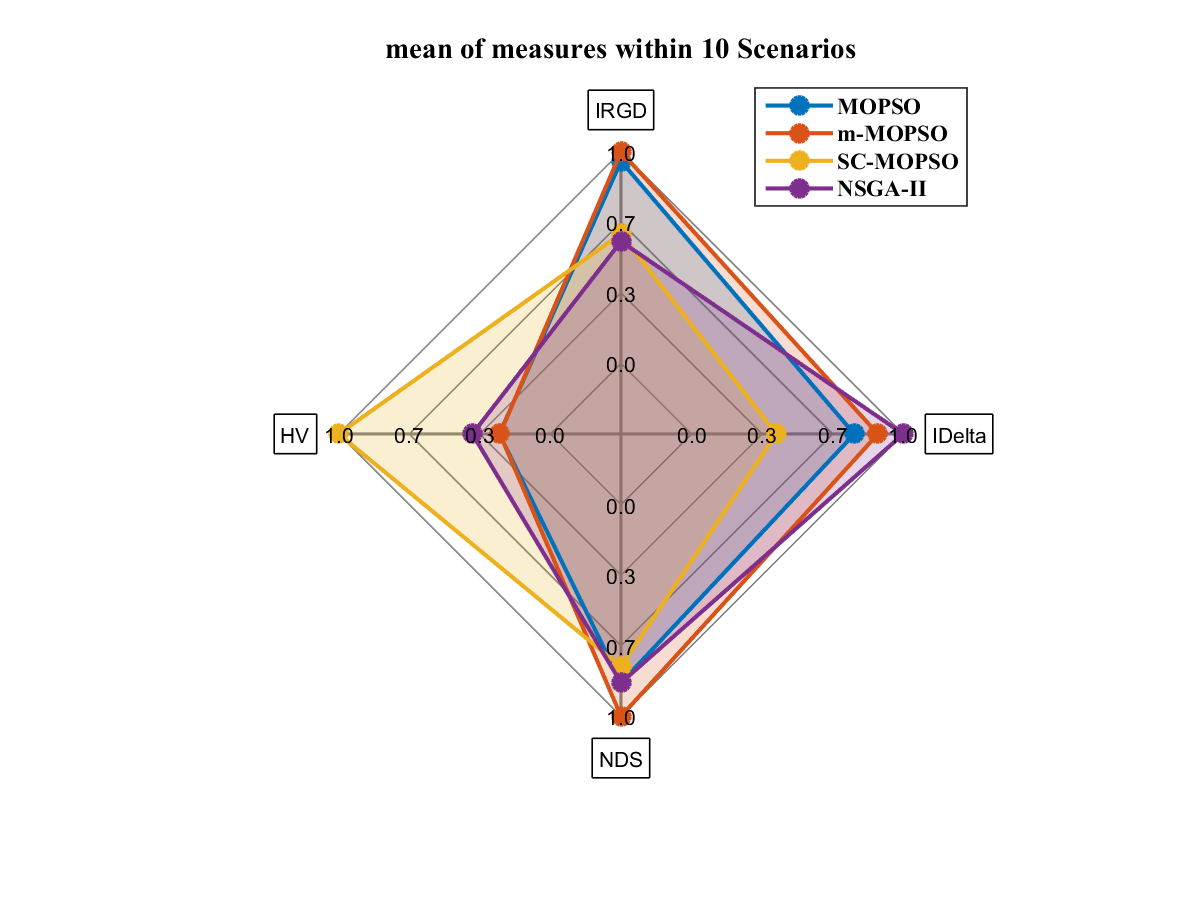 mean of measures within 10 Scenarios
MOPSO
m-MOPSO
SC-MOPSO
NSGA-II
IRGD
1.0
0.7
0.3
0.0
HV
1.0 0.7 0.3 0.0 0.0 0.3 0.7 1.0
IDelta
0.0
0.3
0.7
1.0
NDS